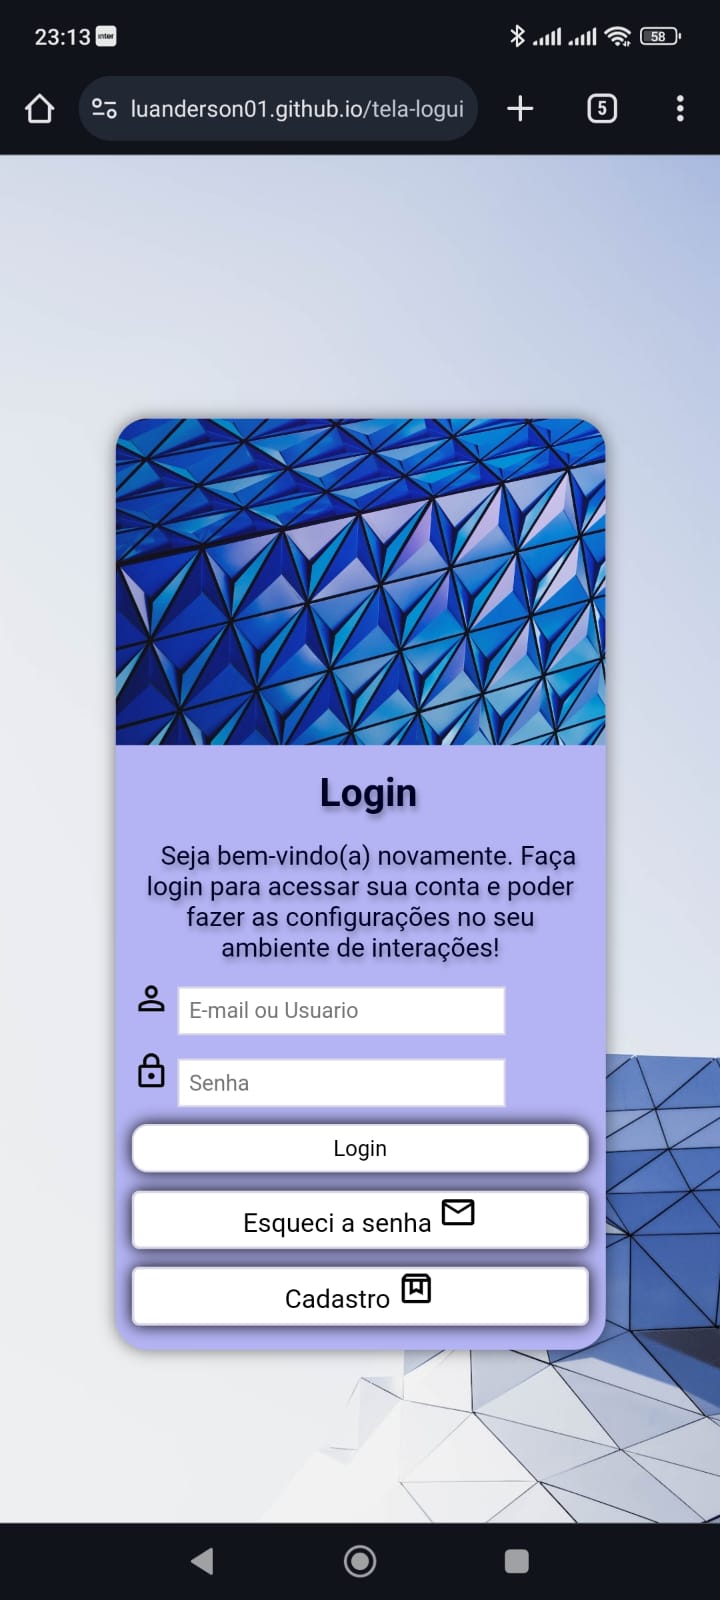 23:13
inter
58
luanderson01.github.io/tela-logui
5
Login
Seja bem-vindo(a) novamente. Faça
login para acessar sua conta e poder
fazer as configurações no seu
ambiente de interações!
E-mail ou Usuario
Senha
Login
Esqueci a senha
Cadastro